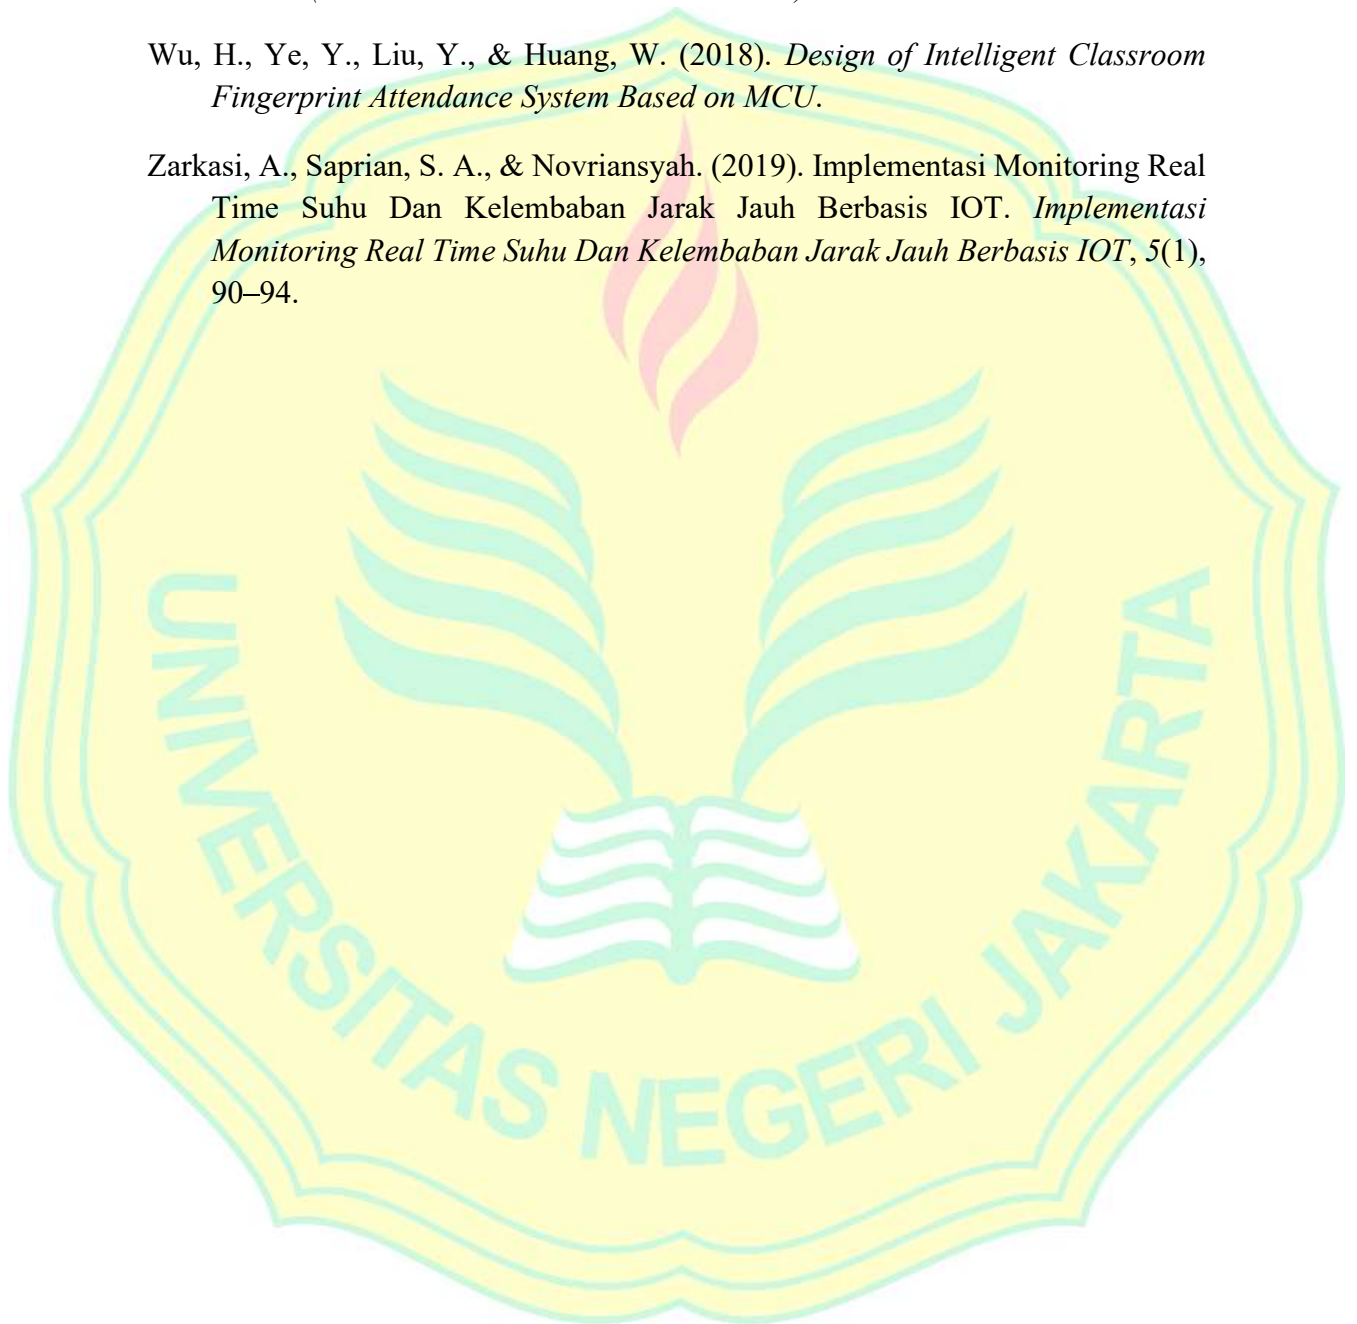 Wu, H., Ye, Y., Liu, Y., & Huang, W. (2018). Design of Intelligent Classroom
Fingerprint Attendance System Based on MCU.
Zarkasi, A., Saprian, S. A., & Novriansyah. (2019). Implementasi Monitoring Real
Time Suhu Dan Kelembaban Jarak Jauh Berbasis IOT. Implementasi
Monitoring Real Time Suhu Dan Kelembaban Jarak Jauh Berbasis IOT, 5(1),
90–94.
UNIVERSITAS NEGERI JAKARTA